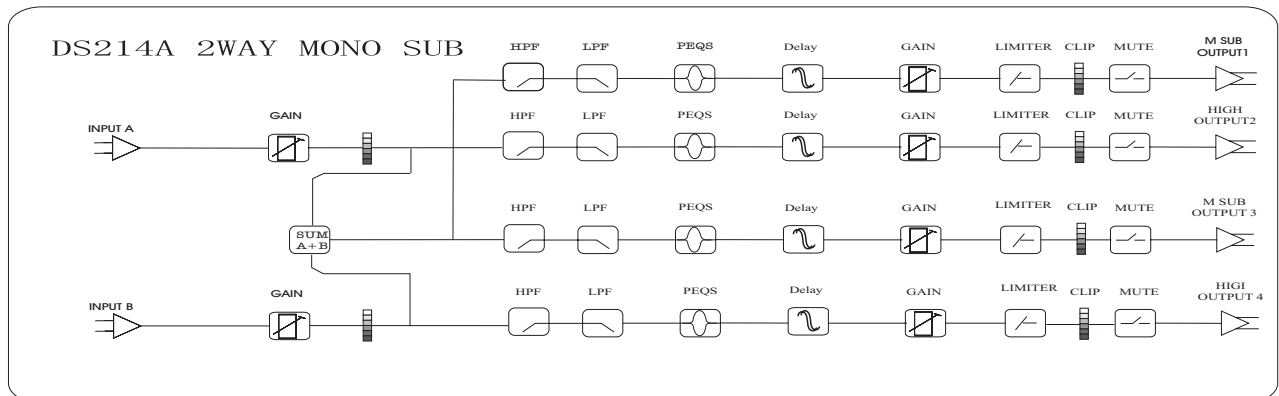 DS214A 2WAY MONO SUB
HPF LPF PEQS Delay GAIN LIMITER CLIP MUTE M SUB
OUTPUT1
INPUT A GAIN HPF LPF PEQS Delay GAIN LIMITER CLIP MUTE HIGH
OUTPUT2
HPF LPF PEQS Delay GAIN LIMITER CLIP MUTE M SUB
OUTPUT 3
SUM
A+B
INPUT B GAIN HPF LPF PEQS Delay GAIN LIMITER CLIP MUTE HIGI
OUTPUT 4